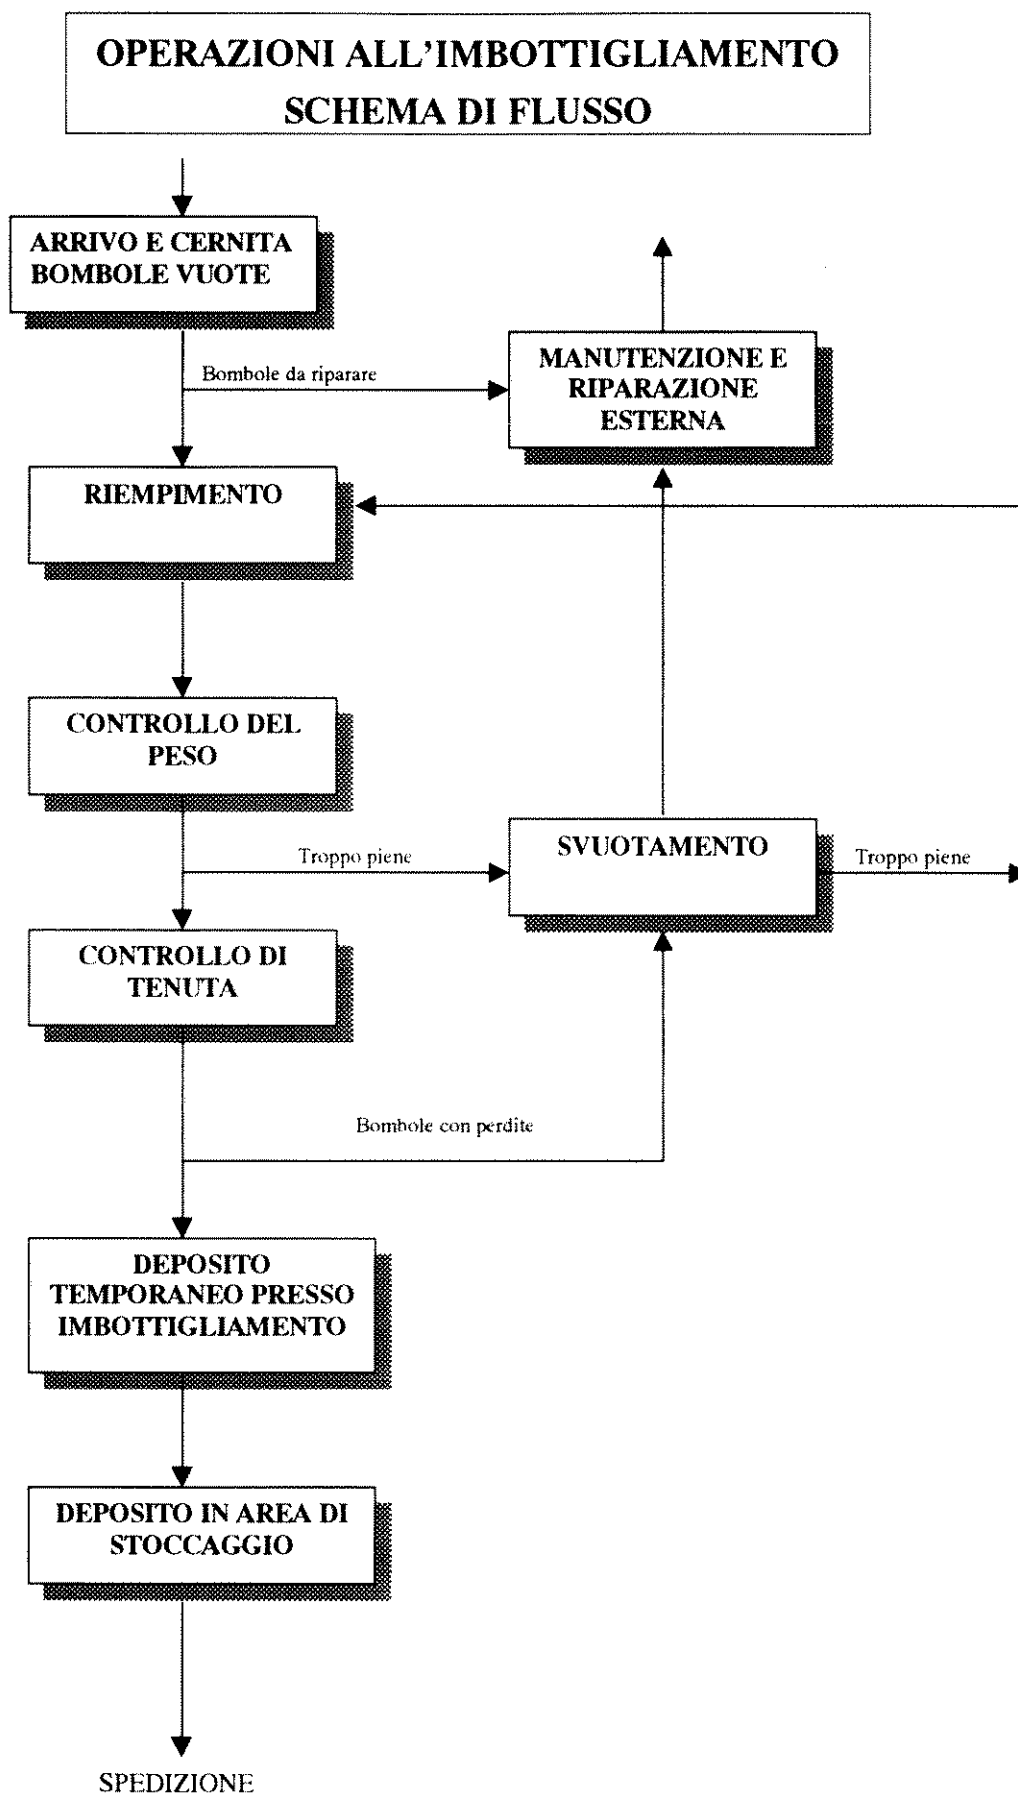 OPERAZIONI ALL'IMBOTTIGLIAMENTO
SCHEMA DI FLUSSO
ARRIVO E CERNITA
BOMBOLE VUOTE
Bombole da riparare
MANUTENZIONE E
RIPARAZIONE
ESTERNA
RIEMPIMENTO
CONTROLLO DEL
PESO
Troppo piene
SVUOTAMENTO
Troppo piene
CONTROLLO DI
TENUTA
Bombole con perdite
DEPOSITO
TEMPORANEO PRESSO
IMBOTTIGLIAMENTO
DEPOSITO IN AREA DI
STOCCAGGIO
SPEDIZIONE